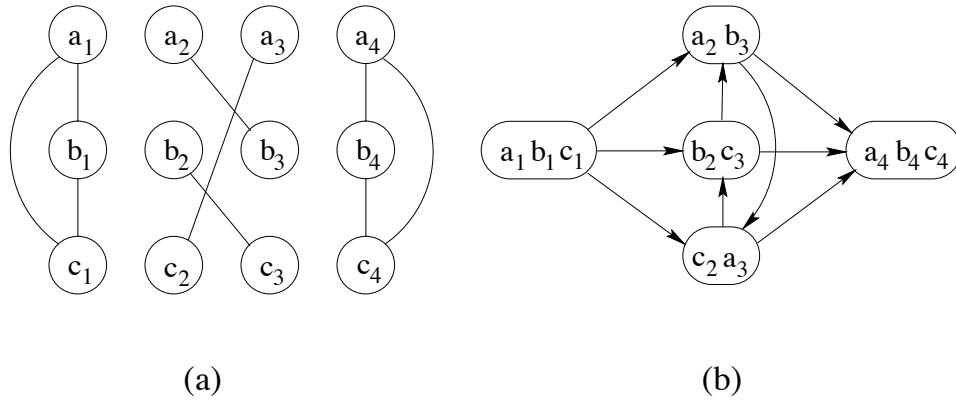 a₁ a₂ a₃ a₄
b₁ b₂ b₃ b₄
c₁ c₂ c₃ c₄
(a)
a₂ b₃
a₁ b₁ c₁ b₂ c₃ a₄ b₄ c₄
c₂ a₃
(b)